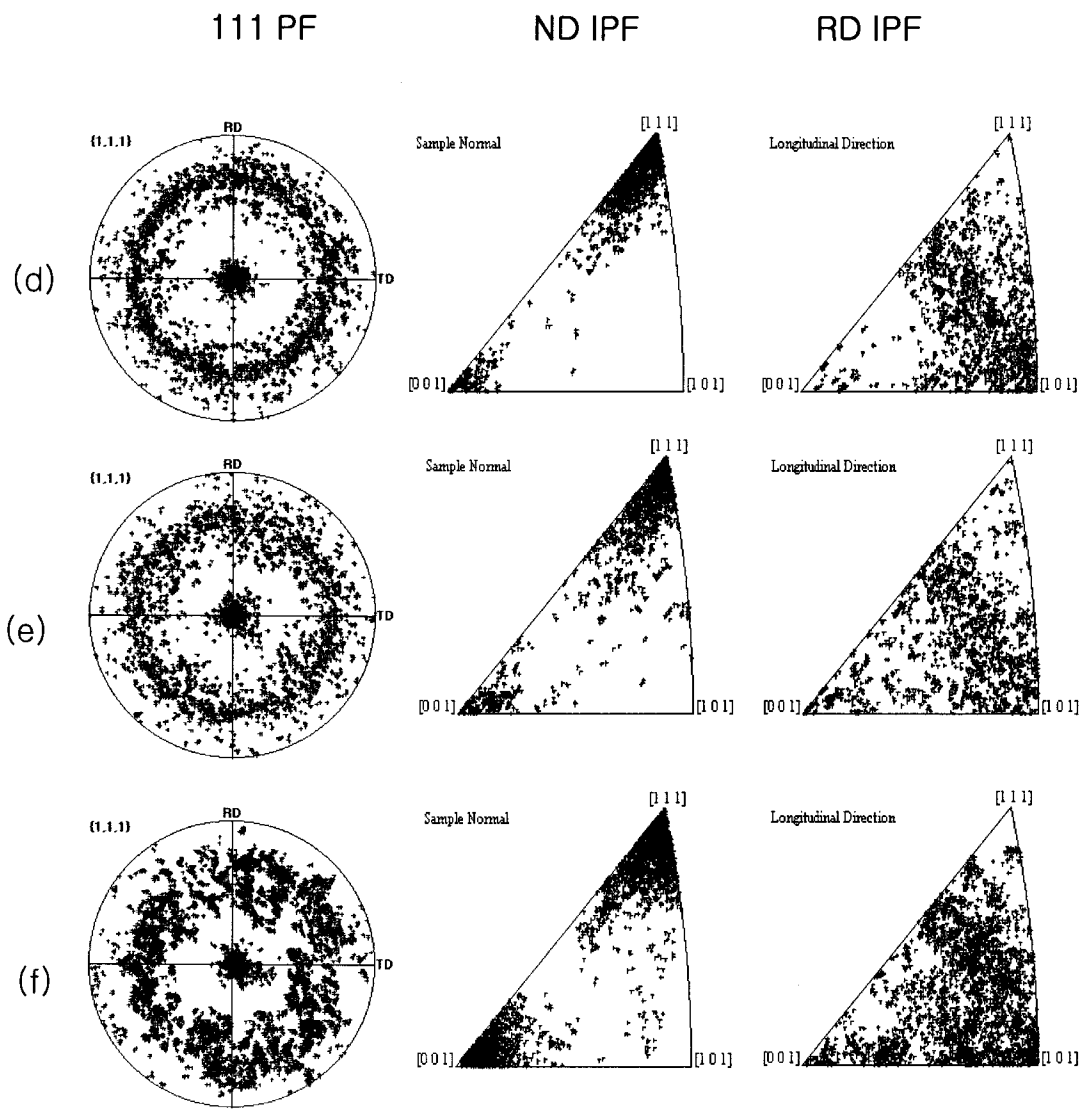 111 PF ND IPF RD IPF
(d)
{1,1,1}
RD
TD
Sample Normal
[1 1 1]
[0 0 1]
[1 0 1]
Longitudinal Direction
[1 1 1]
[0 0 1]
[1 0 1]
(e)
{1,1,1}
RD
TD
Sample Normal
[1 1 1]
[0 0 1]
[1 0 1]
Longitudinal Direction
[1 1 1]
[0 0 1]
[1 0 1]
(f)
{1,1,1}
RD
TD
Sample Normal
[1 1 1]
[0 0 1]
[1 0 1]
Longitudinal Direction
[1 1 1]
[0 0 1]
[1 0 1]